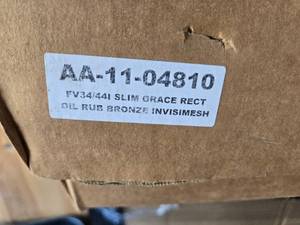 AA-11-04810
FV34/44I SLIM GRACE RECT
OIL RUB BRONZE INVISIMESH